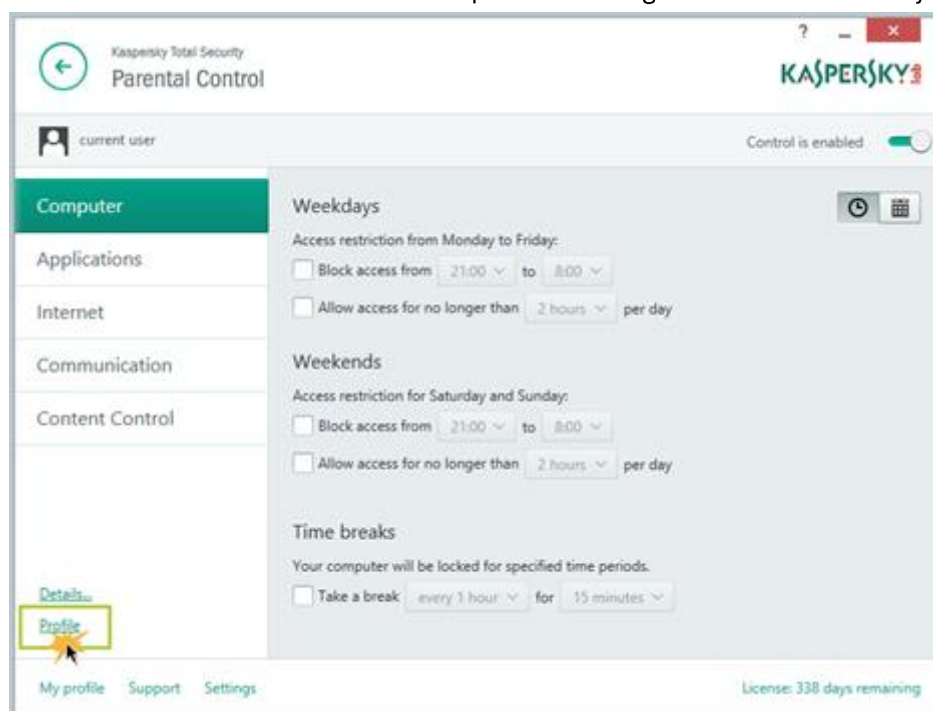 Kaspersky Total Security
? _ ×
Parental Control
KASPERSKY lab
current user
Control is enabled
Computer
Applications
Internet
Communication
Content Control
Weekdays
Access restriction from Monday to Friday:
Block access from 21:00 to 8:00
Allow access for no longer than 2 hours per day
Weekends
Access restriction for Saturday and Sunday:
Block access from 21:00 to 8:00
Allow access for no longer than 2 hours per day
Time breaks
Your computer will be locked for specified time periods.
Take a break every 1 hour for 15 minutes
Details...
Profile
My profile Support Settings
License: 338 days remaining